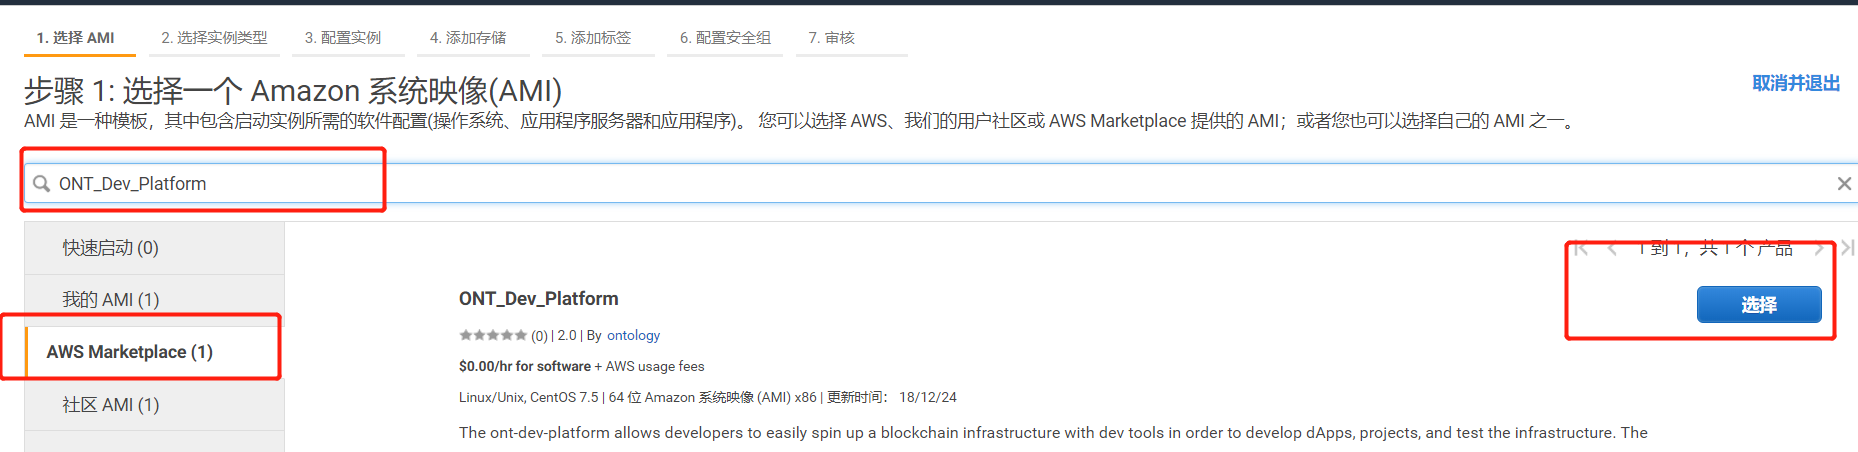 1. 选择 AMI 2. 选择实例类型 3. 配置实例 4. 添加存储 5. 添加标签 6. 配置安全组 7. 审核
步骤 1: 选择一个 Amazon 系统映像(AMI)
取消并退出
AMI 是一种模板，其中包含启动实例所需的软件配置(操作系统、应用程序服务器和应用程序)。 您可以选择 AWS、我们的用户社区或 AWS Marketplace 提供的 AMI；或者您也可以选择自己的 AMI 之一。
ONT_Dev_Platform
快速启动 (0)
我的 AMI (1)
AWS Marketplace (1)
社区 AMI (1)
1 到 1，共 1 个 产品
ONT_Dev_Platform
选择
(0) | 2.0 | By ontology
$0.00/hr for software + AWS usage fees
Linux/Unix, CentOS 7.5 | 64 位 Amazon 系统映像 (AMI) x86 | 更新时间： 18/12/24
The ont-dev-platform allows developers to easily spin up a blockchain infrastructure with dev tools in order to develop dApps, projects, and test the infrastructure. The